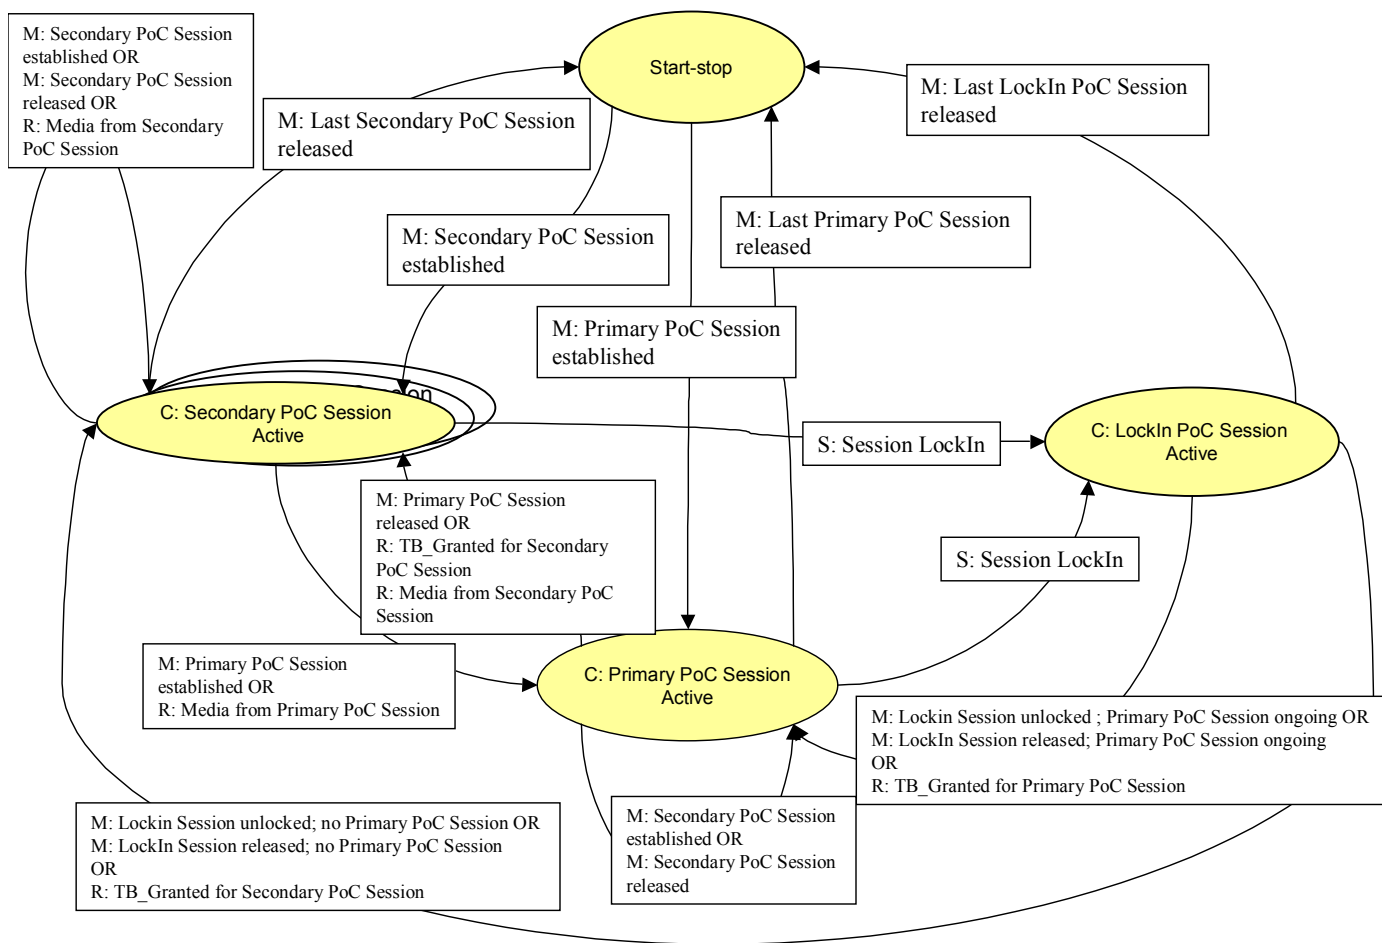 M: Secondary PoC Session
established OR
M: Secondary PoC Session
released OR
R: Media from Secondary
PoC Session
Start-stop
M: Last LockIn PoC Session
released
M: Last Secondary PoC Session
released
M: Last Primary PoC Session
released
M: Secondary PoC Session
established
M: Primary PoC Session
established
C: Secondary PoC Session
Active
C: LockIn PoC Session
Active
S: Session LockIn
M: Primary PoC Session
released OR
R: TB_Granted for Secondary
PoC Session
R: Media from Secondary PoC
Session
S: Session LockIn
M: Primary PoC Session
established OR
R: Media from Primary PoC Session
C: Primary PoC Session
Active
M: Lockin Session unlocked ; Primary PoC Session ongoing OR
M: LockIn Session released; Primary PoC Session ongoing
OR
R: TB_Granted for Primary PoC Session
M: Secondary PoC Session
established OR
M: Secondary PoC Session
released
M: Lockin Session unlocked; no Primary PoC Session OR
M: LockIn Session released; no Primary PoC Session
OR
R: TB_Granted for Secondary PoC Session